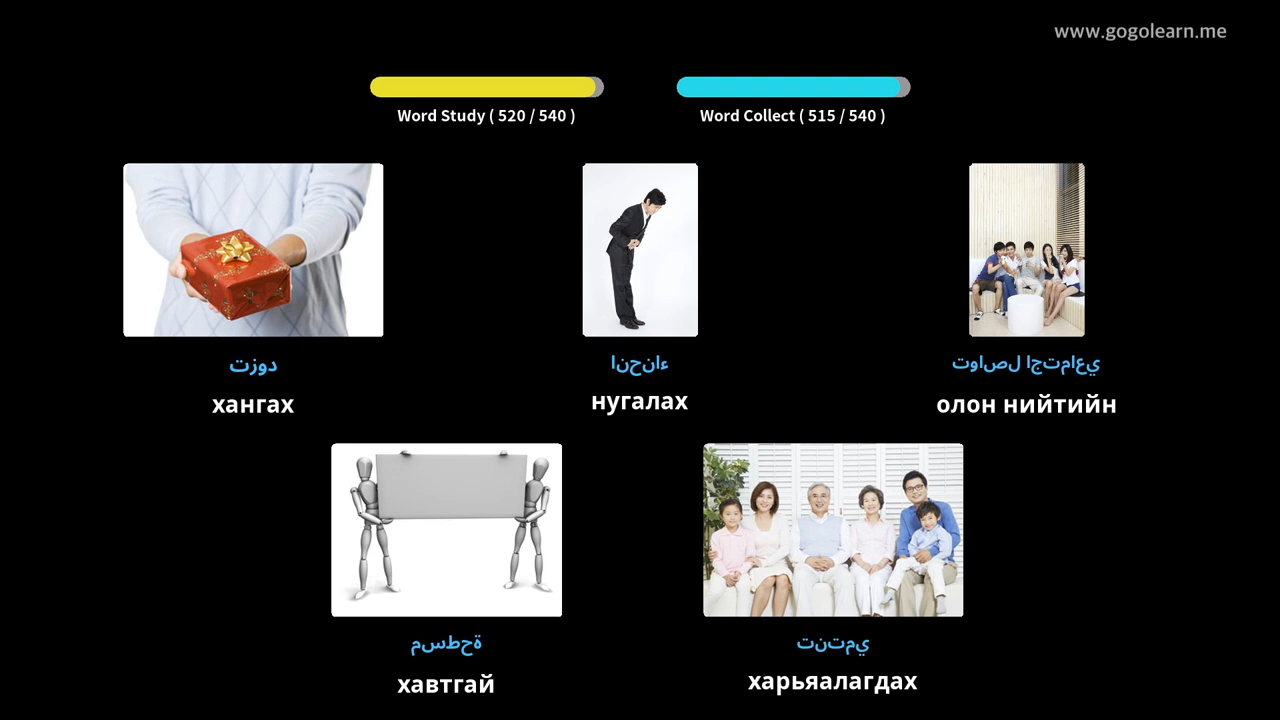 www.gogolearn.me
Word Study ( 520 / 540 )
Word Collect ( 515 / 540 )
تزود
хангах
انحناء
нугалах
تواصل اجتماعي
олон нийтийн
مسطحة
хавтгай
تنتمي
харьяалагдах